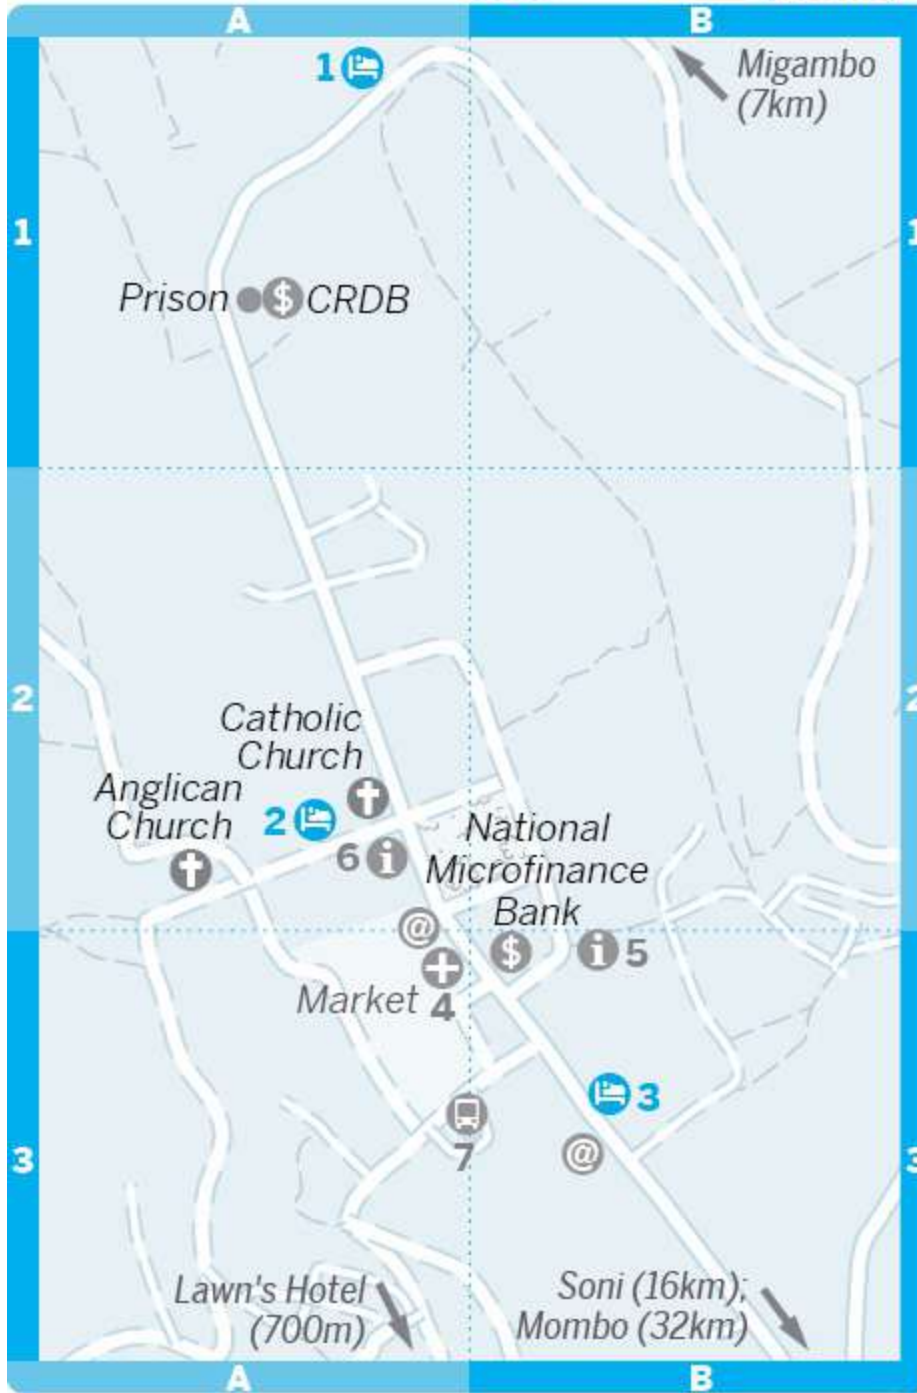 A
B
1
Migambo
(7km)
1
1
Prison
$
CRDB
2
2
Catholic
Church
Anglican
Church
2
National
Microfinance
Bank
6
i
@
$
i
5
Market
4
3
3
7
@
3
Lawn's Hotel
(700m)
Soni (16km);
Mombo (32km)
A
B